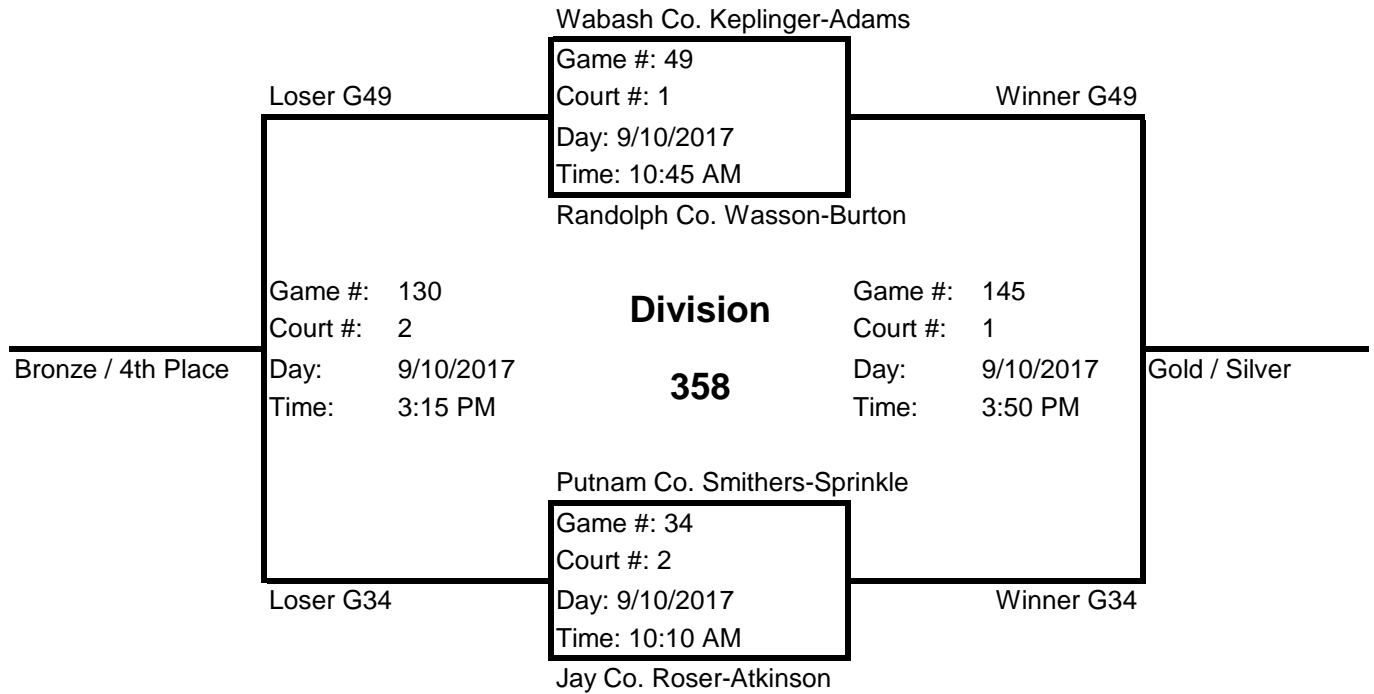 Wabash Co. Keplinger-Adams
Game #: 49
Loser G49 Court #: 1 Winner G49
Day: 9/10/2017
Time: 10:45 AM
Randolph Co. Wasson-Burton
Game #: 130 Division Game #: 145
Court #: 2 Court #: 1
Bronze / 4th Place Day: 9/10/2017 358 Day: 9/10/2017 Gold / Silver
Time: 3:15 PM Time: 3:50 PM
Putnam Co. Smithers-Sprinkle
Game #: 34
Court #: 2
Loser G34 Day: 9/10/2017 Winner G34
Time: 10:10 AM
Jay Co. Roser-Atkinson